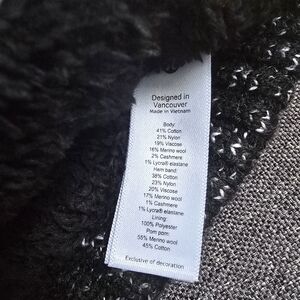 Designed in
Vancouver
Made in Vietnam
Body:
41% Cotton
21% Nylon
19% Viscose
16% Merino wool
2% Cashmere
1% Lycra® elastane
Hem band:
38% Cotton
23% Nylon
20% Viscose
17% Merino wool
1% Cashmere
1% Lycra® elastane
Lining:
100% Polyester
Pom pom:
55% Merino wool
45% Cotton
Exclusive of decoration